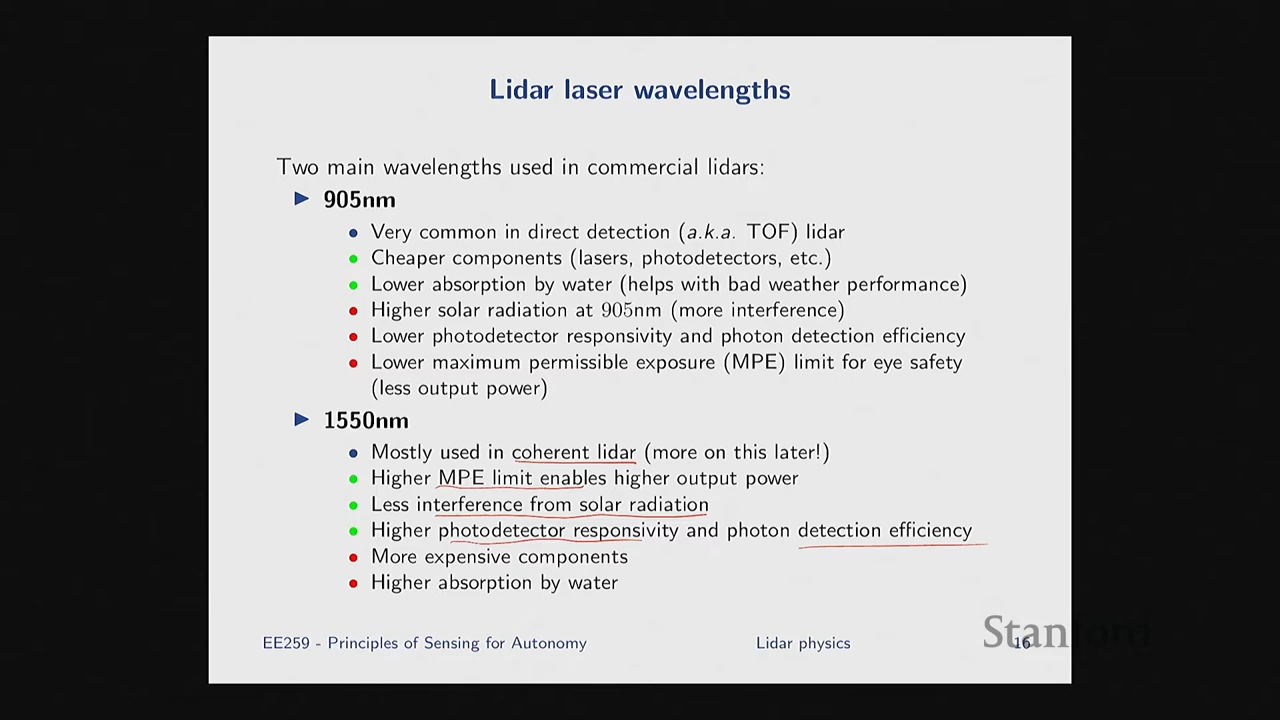 Lidar laser wavelengths
Two main wavelengths used in commercial lidars:
905nm
Very common in direct detection (a.k.a. TOF) lidar
Cheaper components (lasers, photodetectors, etc.)
Lower absorption by water (helps with bad weather performance)
Higher solar radiation at 905nm (more interference)
Lower photodetector responsivity and photon detection efficiency
Lower maximum permissible exposure (MPE) limit for eye safety
(less output power)
1550nm
Mostly used in coherent lidar (more on this later!)
Higher MPE limit enables higher output power
Less interference from solar radiation
Higher photodetector responsivity and photon detection efficiency
More expensive components
Higher absorption by water
EE259 - Principles of Sensing for Autonomy Lidar physics 16
Stanford